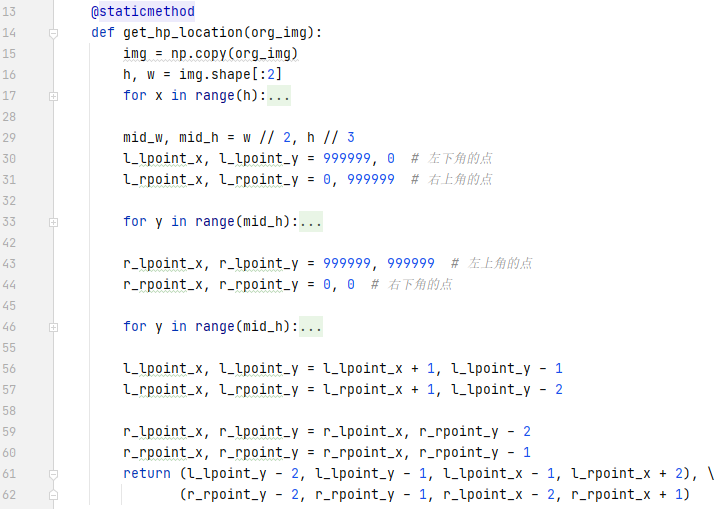 13 @staticmethod
14 def get_hp_location(org_img):
15 img = np.copy(org_img)
16 h, w = img.shape[:2]
17 for x in range(h):...
28
29 mid_w, mid_h = w // 2, h // 3
30 l_lpoint_x, l_lpoint_y = 999999, 0  # 左下角的点
31 l_rpoint_x, l_rpoint_y = 0, 999999  # 右上角的点
32
33 for y in range(mid_h):...
42
43 r_lpoint_x, r_lpoint_y = 999999, 999999  # 左上角的点
44 r_rpoint_x, r_rpoint_y = 0, 0  # 右下角的点
45
46 for y in range(mid_h):...
55
56 l_lpoint_x, l_lpoint_y = l_lpoint_x + 1, l_lpoint_y - 1
57 l_rpoint_x, l_rpoint_y = l_rpoint_x + 1, l_lpoint_y - 2
58
59 r_lpoint_x, r_lpoint_y = r_lpoint_x, r_rpoint_y - 2
60 r_rpoint_x, r_rpoint_y = r_rpoint_x, r_rpoint_y - 1
61 return (l_lpoint_y - 2, l_lpoint_y - 1, l_lpoint_x - 1, l_rpoint_x + 2), \
62 (r_rpoint_y - 2, r_rpoint_y - 1, r_lpoint_x - 2, r_rpoint_x + 1)